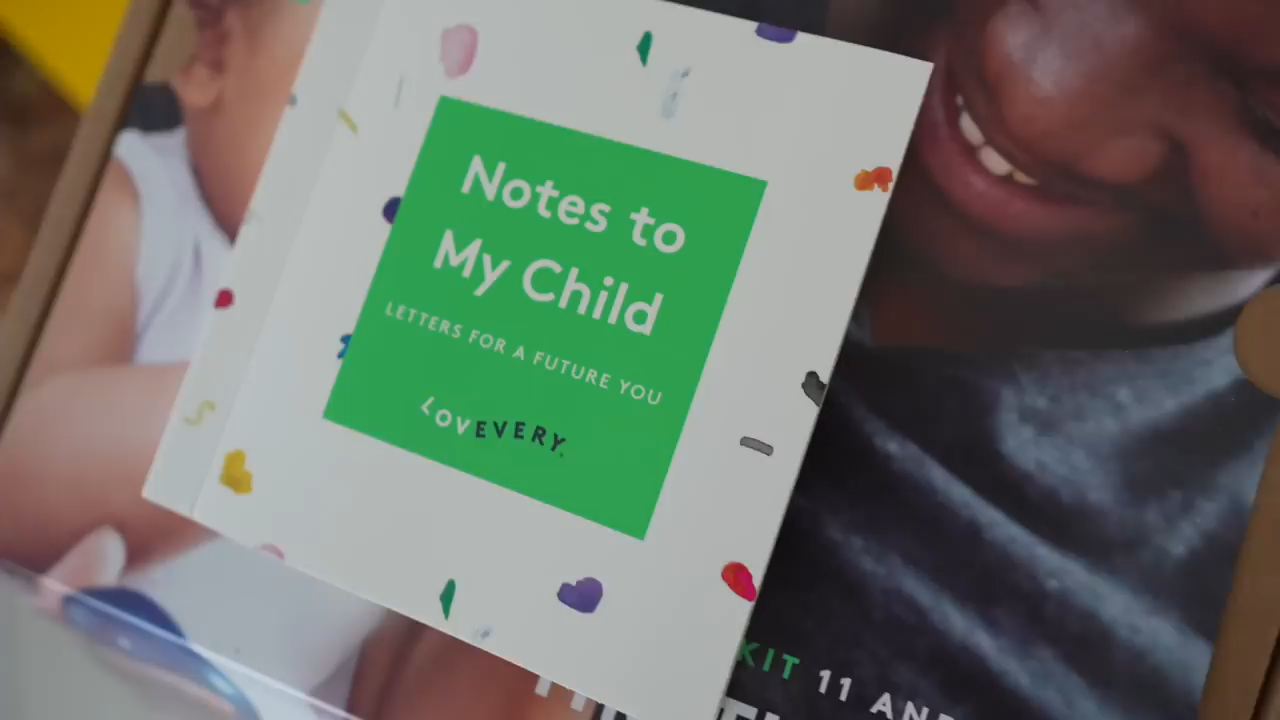 Notes to
My Child
LETTERS FOR A FUTURE YOU
LOVEVERY.
KIT 11 AND